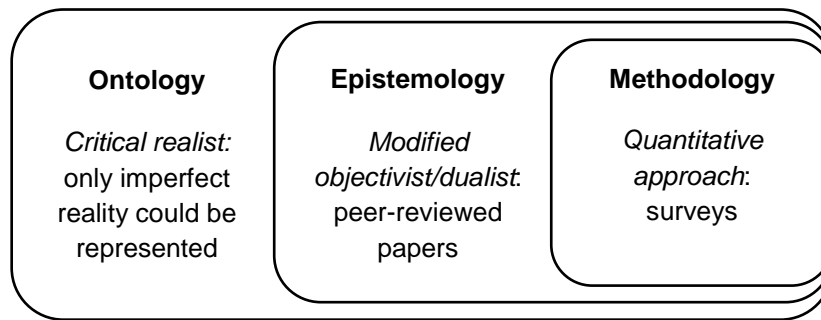 Ontology
Critical realist:
only imperfect
reality could be
represented
Epistemology
Modified
objectivist/dualist:
peer-reviewed
papers
Methodology
Quantitative
approach:
surveys